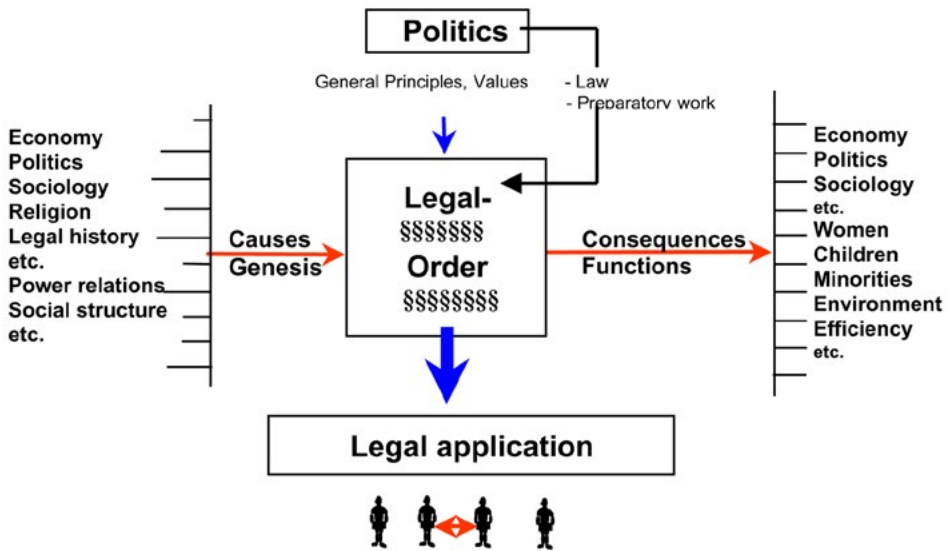 Politics
General Principles, Values
- Law
- Preparatory work
Economy
Politics
Sociology
Religion
Legal history
etc.
Power relations
Social structure
etc.
Causes
Genesis
Legal-
§§§§§§§
Order
§§§§§§§§
Consequences
Functions
Economy
Politics
Sociology
etc.
Women
Children
Minorities
Environment
Efficiency
etc.
Legal application